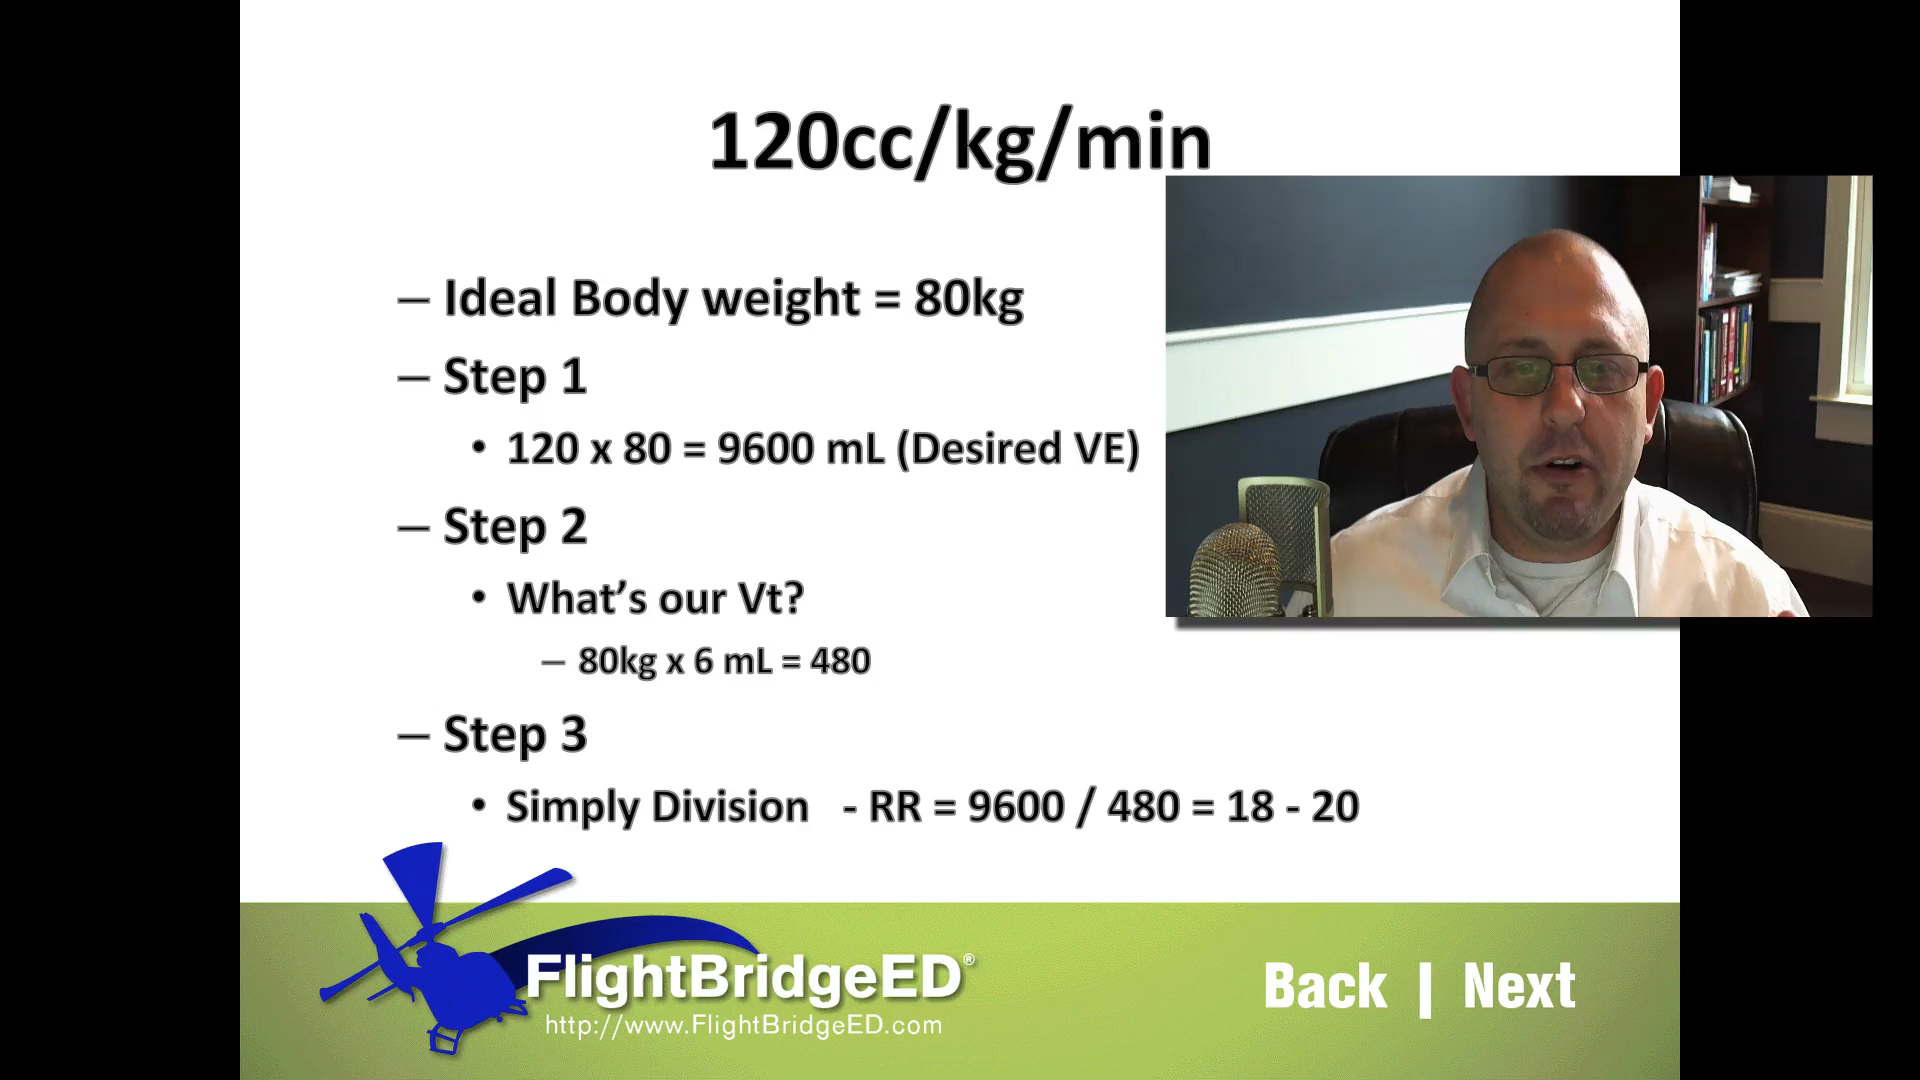 120cc/kg/min
– Ideal Body weight = 80kg
– Step 1
• 120 x 80 = 9600 mL (Desired VE)
– Step 2
• What's our Vt?
– 80kg x 6 mL = 480
– Step 3
• Simply Division - RR = 9600 / 480 = 18 - 20
FlightBridgeED®
http://www.FlightBridgeED.com
Back | Next